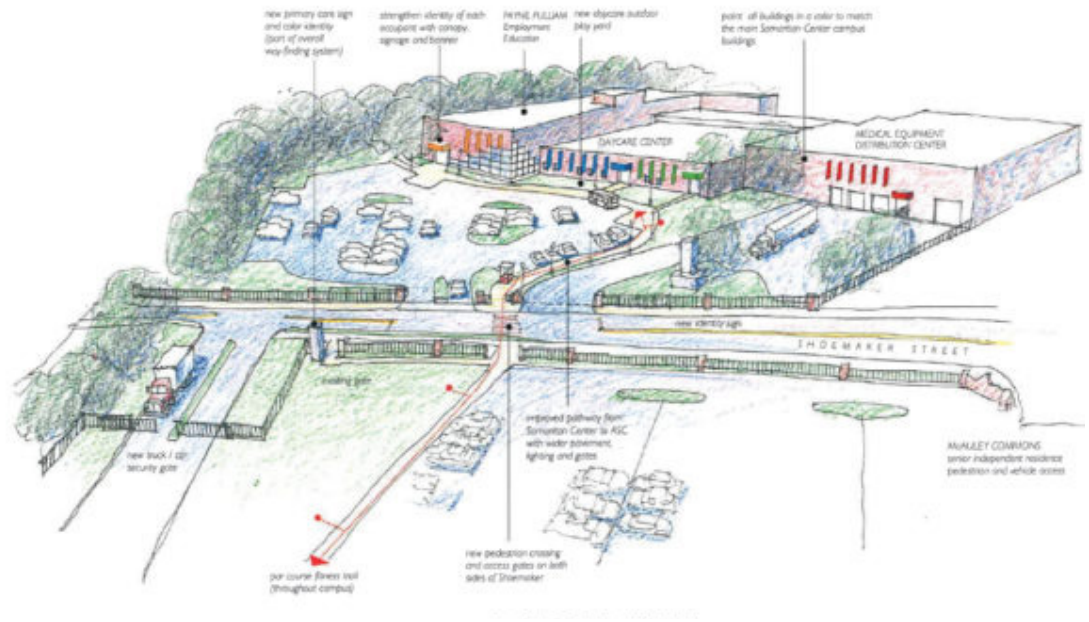 new primary care sign
and color identity
(part of overall
way-finding system)
strengthen identity of each
occupant with canopy,
signage and banner
PAYNE PULLIAM
Employment
Education
new daycare outdoor
play yard
paint all buildings in a color to match
the main Samaritan Center campus
buildings
DAYCARE CENTER
MEDICAL EQUIPMENT
DISTRIBUTION CENTER
new identity sign
SHOEMAKER STREET
existing gate
new truck / car
security gate
improved pathway from
Samaritan Center to ASC
with wider pavement,
lighting and gates
McAULEY COMMONS
senior independent residence
pedestrian and vehicle access
par course fitness trail
(throughout campus)
new pedestrian crossing
and access gates on both
sides of Shoemaker